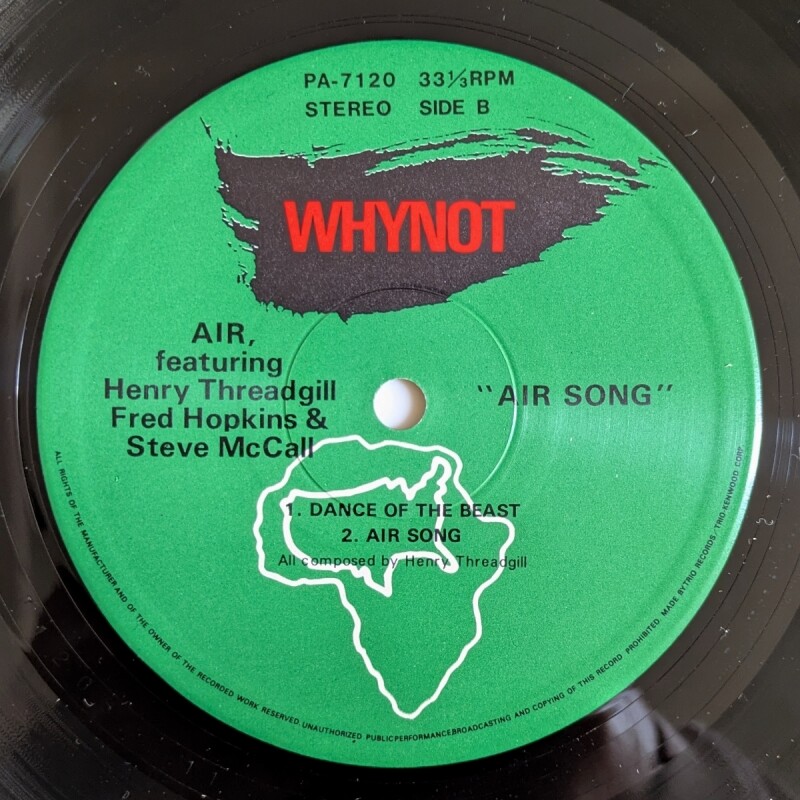 PA-7120 33⅓RPM
STEREO SIDE B
WHYNOT
AIR,
featuring
Henry Threadgill
Fred Hopkins &
Steve McCall
"AIR SONG"
1. DANCE OF THE BEAST
2. AIR SONG
All composed by Henry Threadgill
ALL RIGHTS OF THE MANUFACTURER AND OF THE OWNER OF THE RECORDED WORK RESERVED UNAUTHORIZED PUBLIC PERFORMANCE BROADCASTING AND COPYING OF THIS RECORD PROHIBITED. MADE BY TRIO RECORDS / TRIO-KENWOOD CORP.